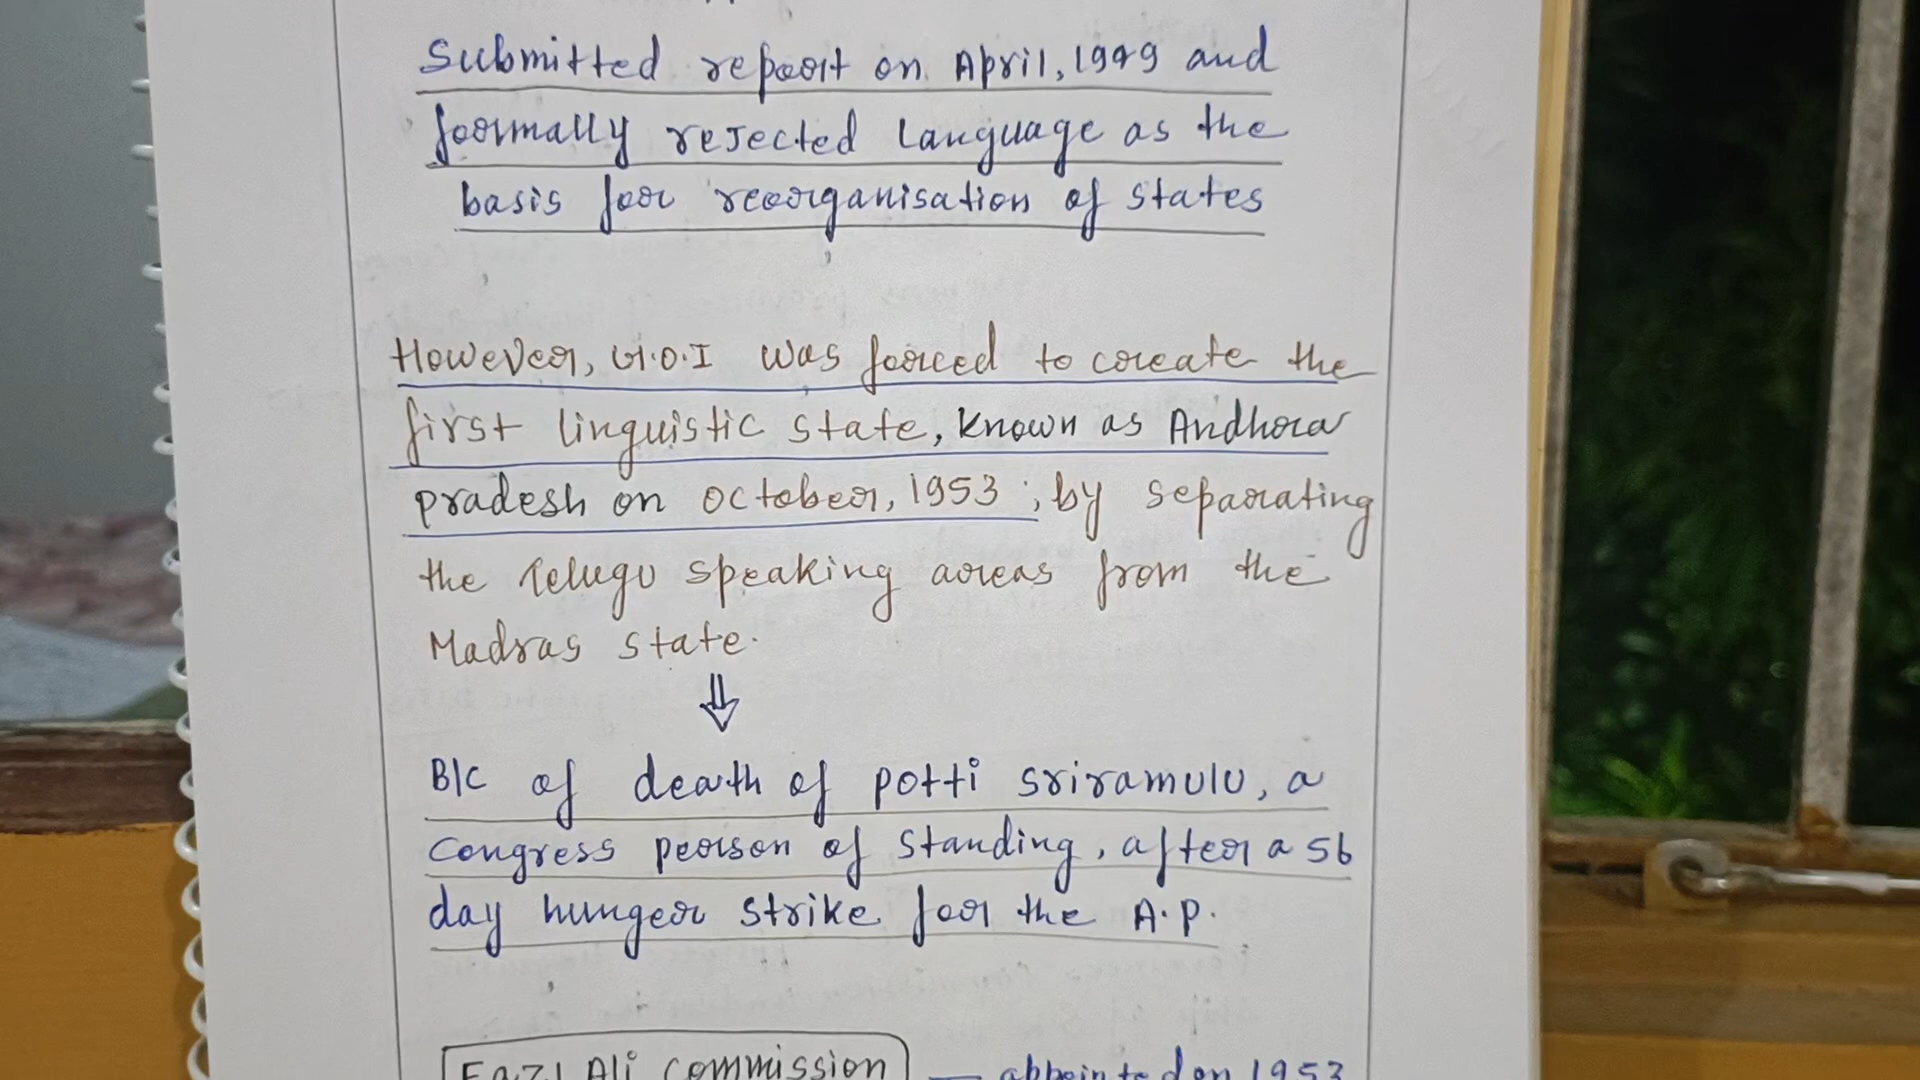 Submitted report on April, 1949 and
formally rejected language as the
basis for reorganisation of states
However, G.O.I was forced to create the
first linguistic state, known as Andhra
pradesh on October, 1953 ; by separating
the Telugu speaking areas from the
Madras state.
⇓
B/C of death of potti sriramulu, a
congress person of standing, after a 56
day hunger strike for the A.P.
Fazl Ali commission — appointed on 1953